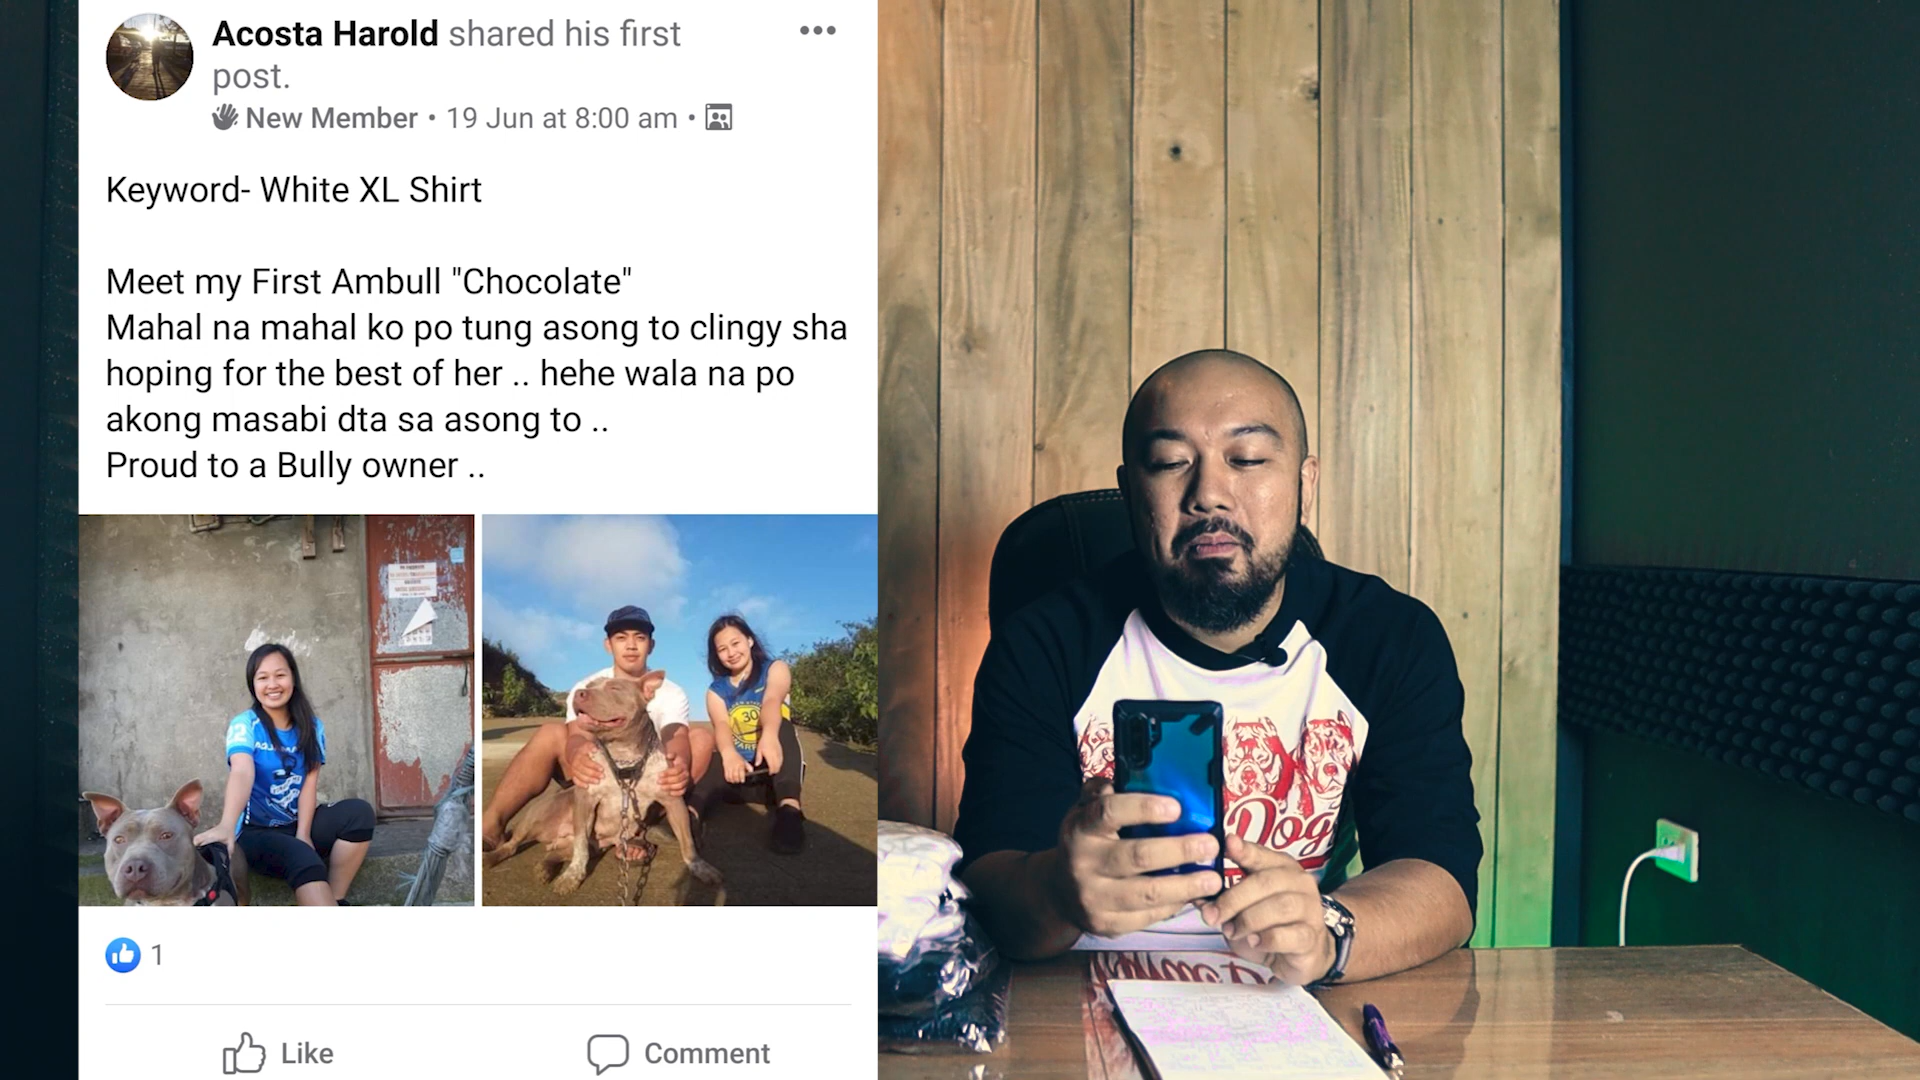 Acosta Harold shared his first
post.
New Member • 19 Jun at 8:00 am •
Keyword- White XL Shirt
Meet my First Ambull "Chocolate"
Mahal na mahal ko po tung asong to clingy sha
hoping for the best of her .. hehe wala na po
akong masabi dta sa asong to ..
Proud to a Bully owner ..
22
30
1
Like
Comment